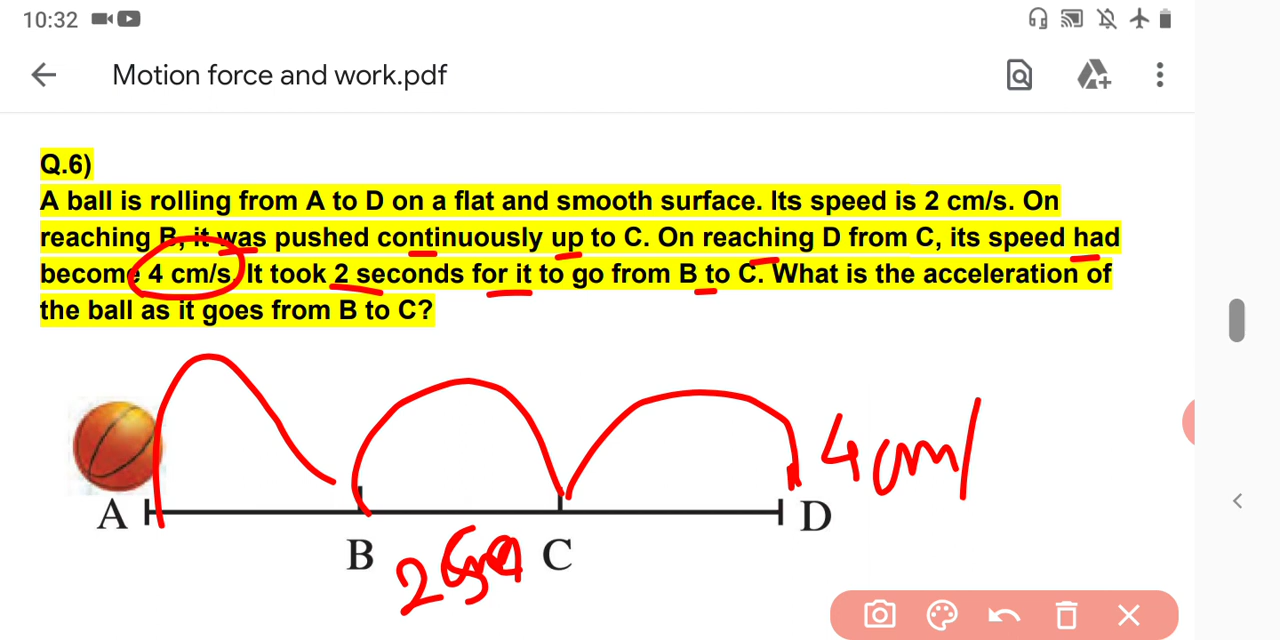 10:32
Motion force and work.pdf
Q.6)
A ball is rolling from A to D on a flat and smooth surface. Its speed is 2 cm/s. On
reaching B, it was pushed continuously up to C. On reaching D from C, its speed had
become 4 cm/s. It took 2 seconds for it to go from B to C. What is the acceleration of
the ball as it goes from B to C?
4cm/
A
D
B
C
2